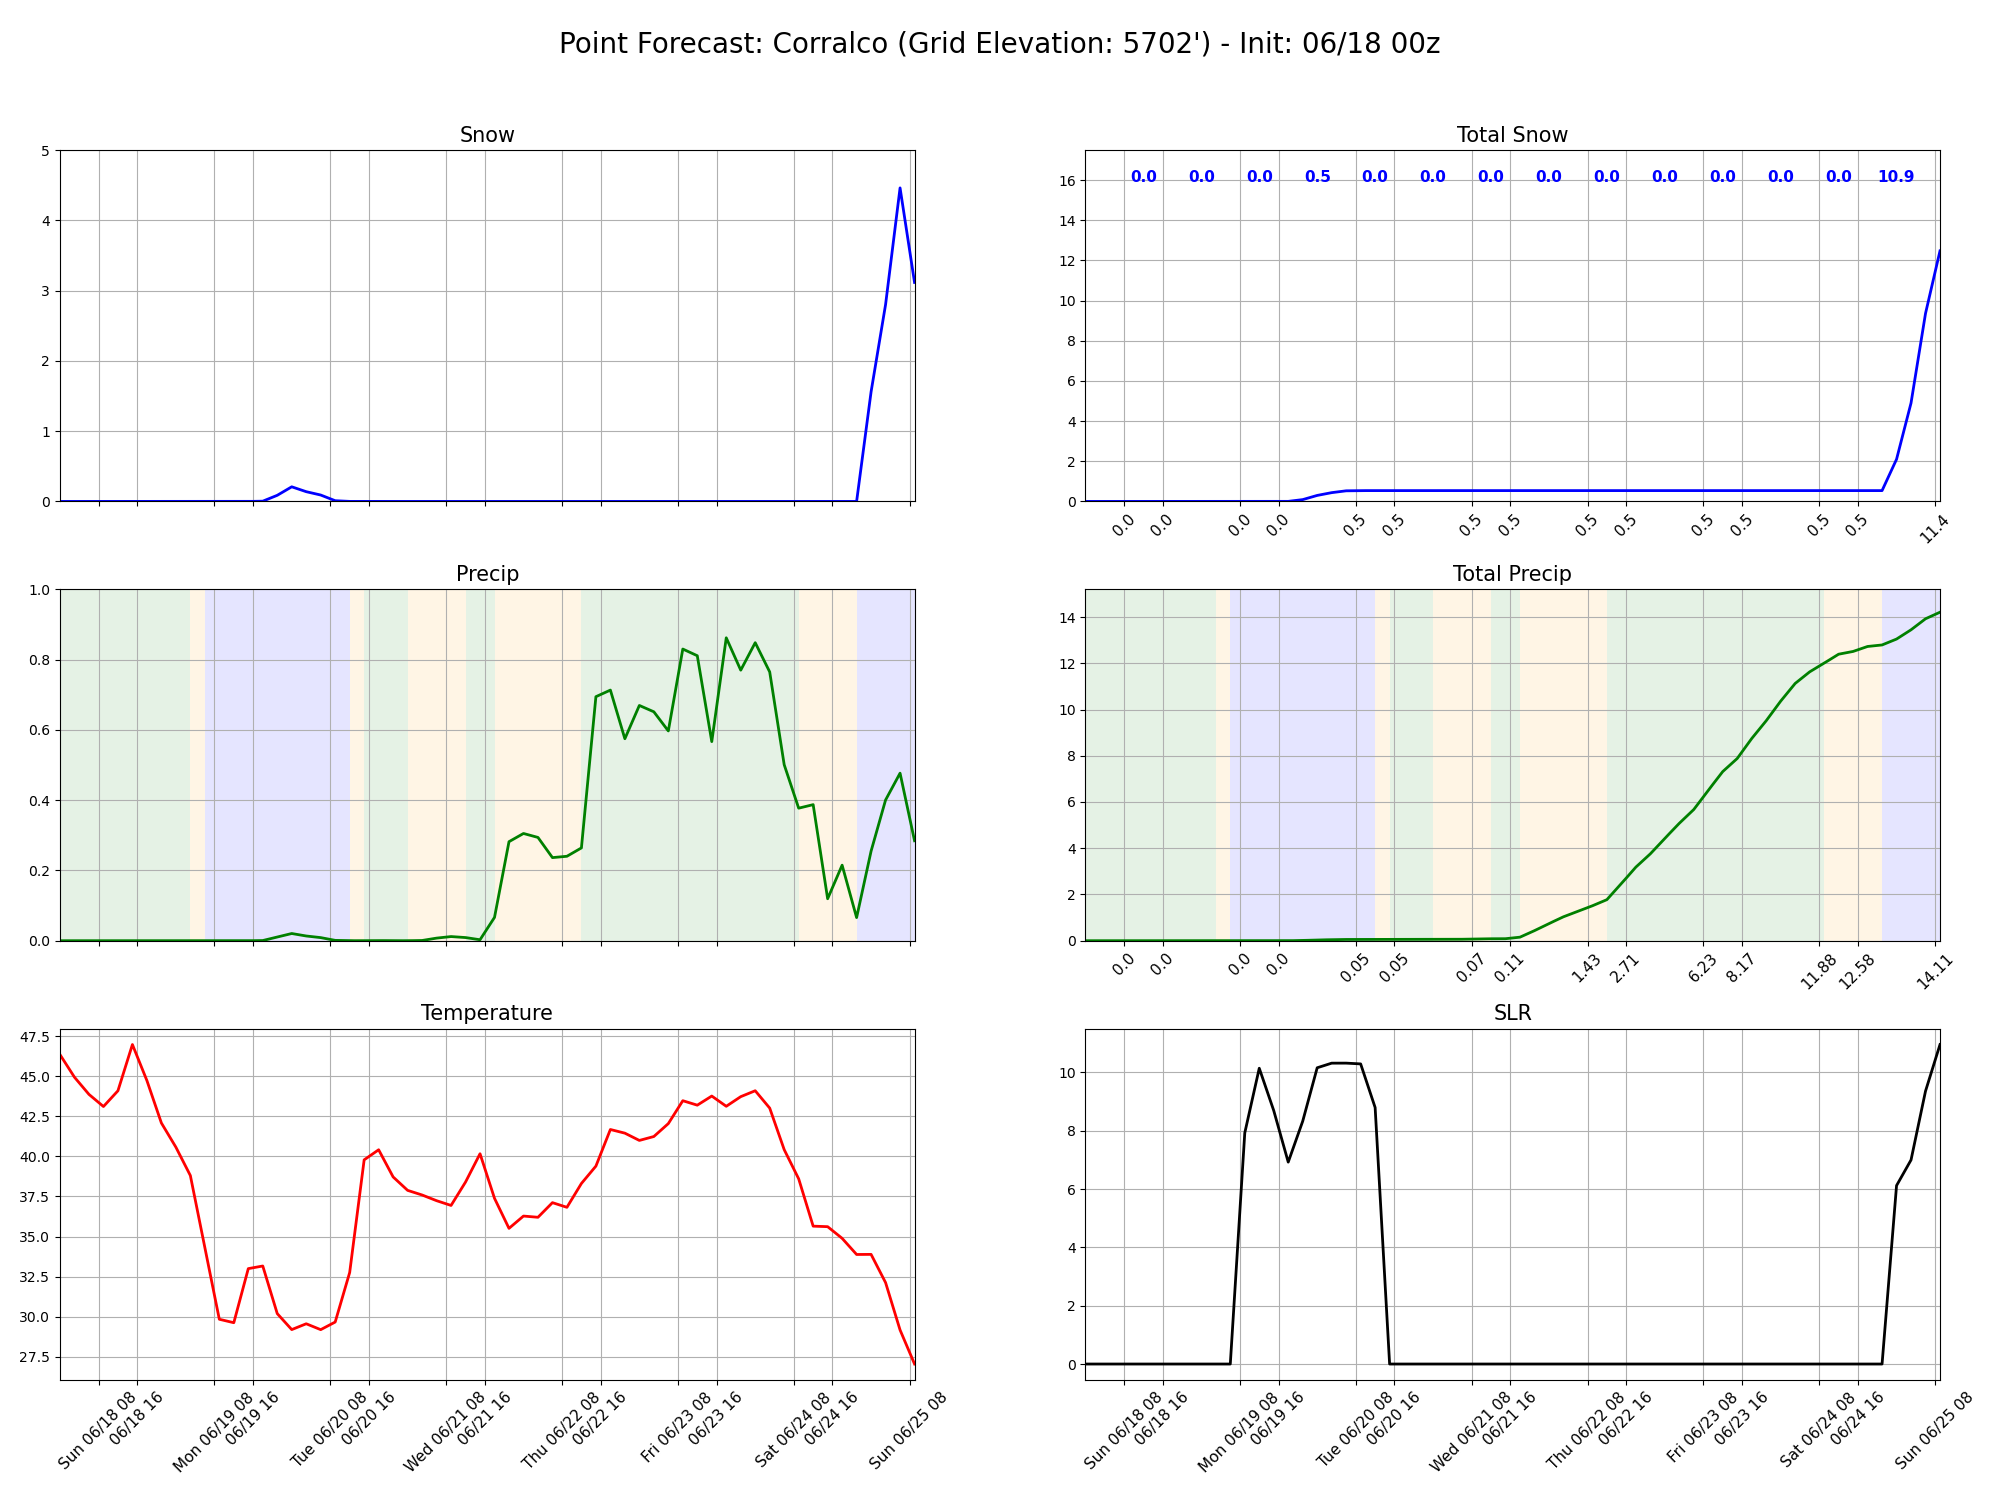 Point Forecast: Corralco (Grid Elevation: 5702') - Init: 06/18 00z
Snow
5
4
3
2
1
0
Total Snow
0.0 0.0 0.0 0.5 0.0 0.0 0.0 0.0 0.0 0.0 0.0 0.0 0.0 10.9
16
14
12
10
8
6
4
2
0
0.0 0.0 0.0 0.0 0.5 0.5 0.5 0.5 0.5 0.5 0.5 0.5 0.5 0.5 11.4
Precip
1.0
0.8
0.6
0.4
0.2
0.0
Total Precip
14
12
10
8
6
4
2
0
0.0 0.0 0.0 0.0 0.05 0.05 0.07 0.11 1.43 2.71 6.23 8.17 11.88 12.58 14.11
Temperature
47.5
45.0
42.5
40.0
37.5
35.0
32.5
30.0
27.5
Sun 06/18 08
06/18 16
Mon 06/19 08
06/19 16
Tue 06/20 08
06/20 16
Wed 06/21 08
06/21 16
Thu 06/22 08
06/22 16
Fri 06/23 08
06/23 16
Sat 06/24 08
06/24 16
Sun 06/25 08
SLR
10
8
6
4
2
0
Sun 06/18 08
06/18 16
Mon 06/19 08
06/19 16
Tue 06/20 08
06/20 16
Wed 06/21 08
06/21 16
Thu 06/22 08
06/22 16
Fri 06/23 08
06/23 16
Sat 06/24 08
06/24 16
Sun 06/25 08